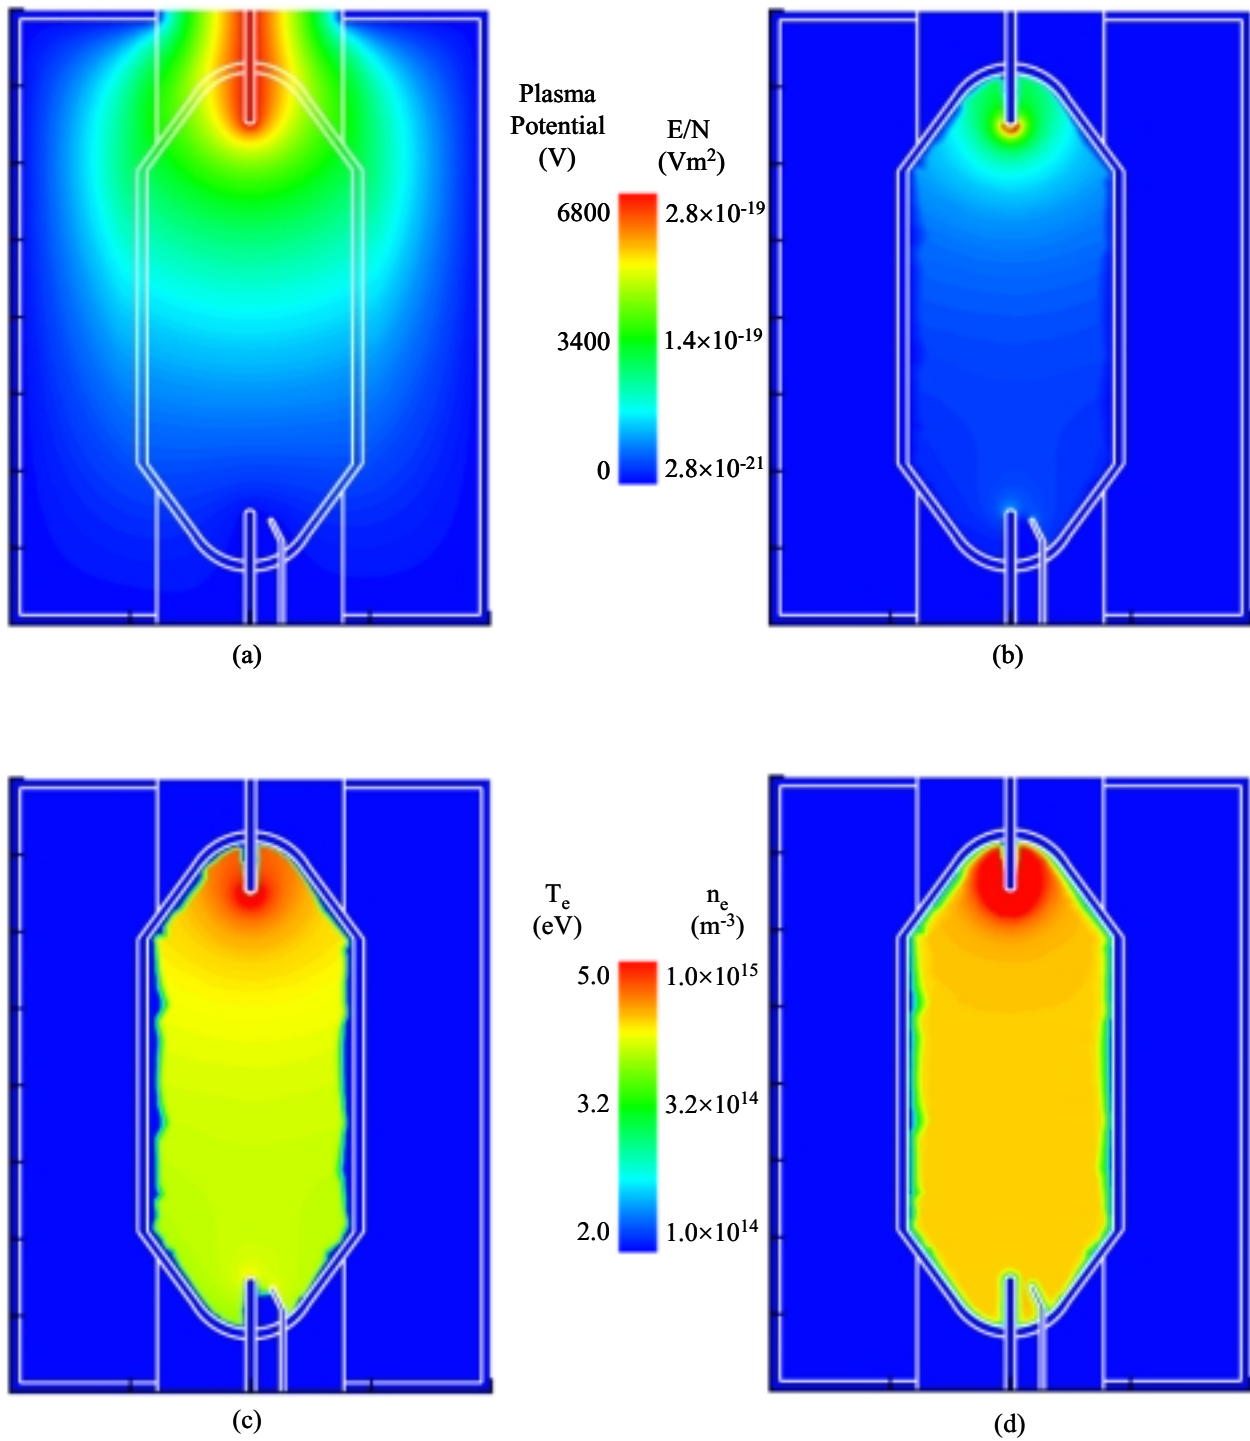 Plasma
Potential
(V)
E/N
(Vm²)
6800
2.8×10⁻¹⁹
3400
1.4×10⁻¹⁹
0
2.8×10⁻²¹
(a)
(b)
Tₑ
(eV)
nₑ
(m⁻³)
5.0
1.0×10¹⁵
3.2
3.2×10¹⁴
2.0
1.0×10¹⁴
(c)
(d)